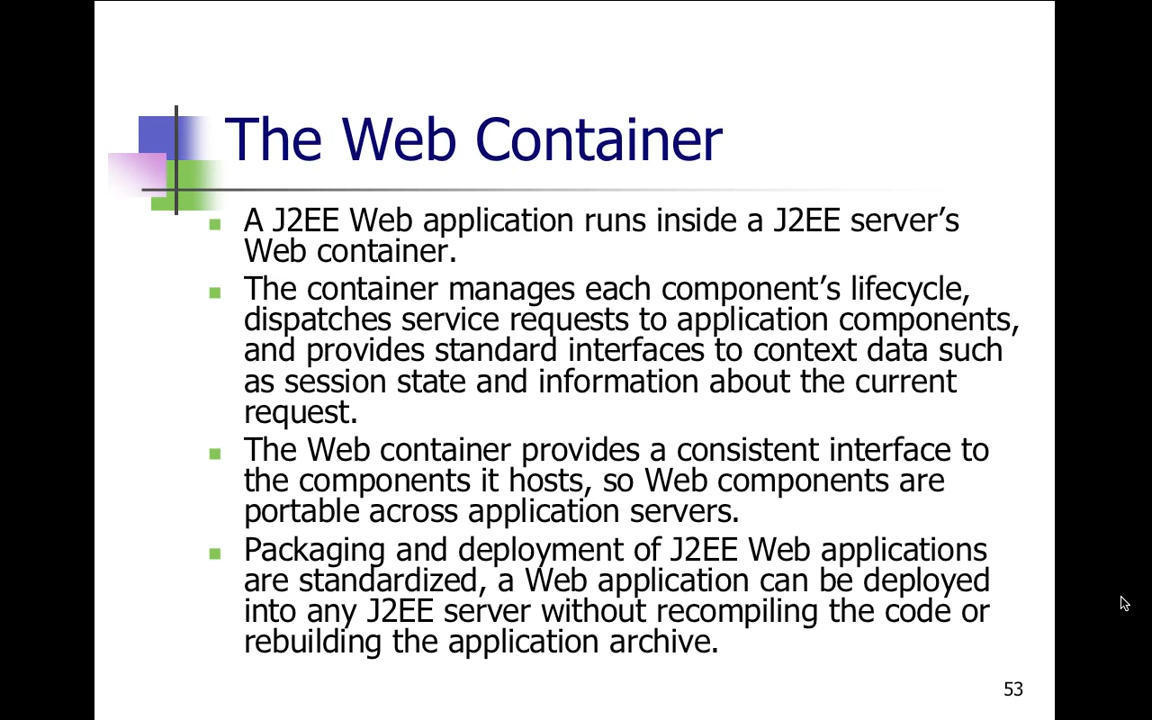 The Web Container
A J2EE Web application runs inside a J2EE server’s
Web container.
The container manages each component’s lifecycle,
dispatches service requests to application components,
and provides standard interfaces to context data such
as session state and information about the current
request.
The Web container provides a consistent interface to
the components it hosts, so Web components are
portable across application servers.
Packaging and deployment of J2EE Web applications
are standardized, a Web application can be deployed
into any J2EE server without recompiling the code or
rebuilding the application archive.
53